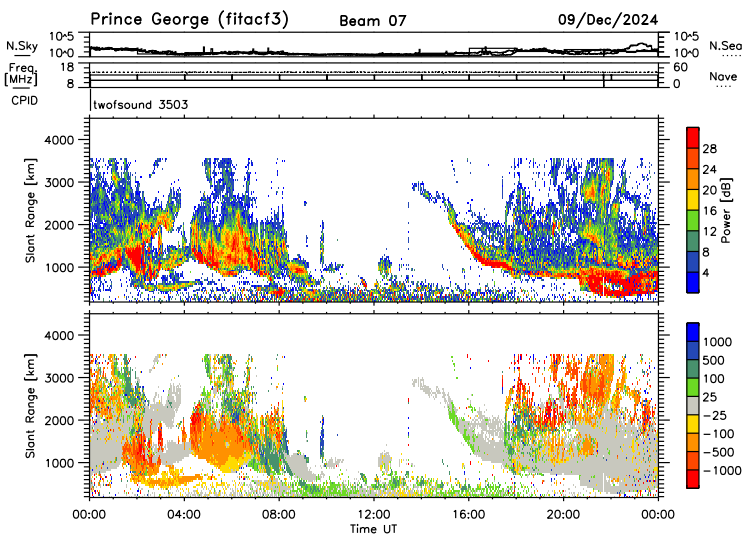 Prince George (fitacf3) Beam 07 09/Dec/2024
N.Sky 10^5 10^5 N.Sea
10^0 10^0
Freq. 18 60 Nave
[MHz] 8 0
CPID twofsound 3503
Slant Range [km]
4000
3000
2000
1000
Power [dB]
28
24
20
16
12
8
4
Slant Range [km]
4000
3000
2000
1000
1000
500
100
25
-25
-100
-500
-1000
00:00 04:00 08:00 12:00 16:00 20:00 00:00
Time UT